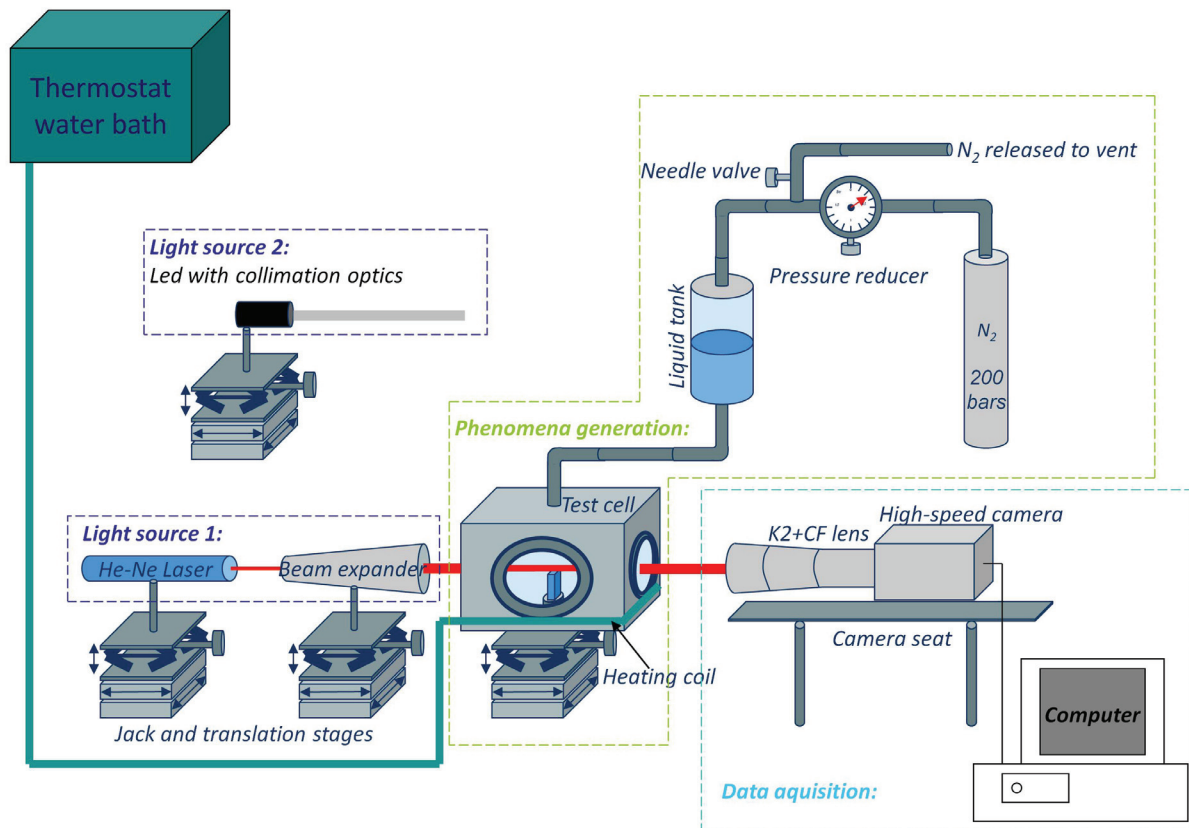 Thermostat
water bath
N2 released to vent
Needle valve
Light source 2:
Led with collimation optics
Pressure reducer
Liquid tank
N2
200
bars
Phenomena generation:
Test cell
High-speed camera
K2+CF lens
Light source 1:
He-Ne Laser
Beam expander
Camera seat
Heating coil
Jack and translation stages
Computer
Data aquisition: